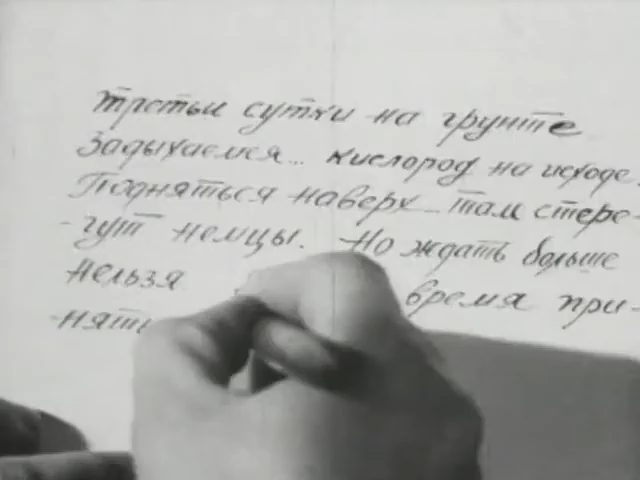 третьи сутки на грунте
Задыхаемся... кислород на исходе.
Подняться наверх... там стере-
-гут немцы. Но ждать больше
нельзя время при-
-нять